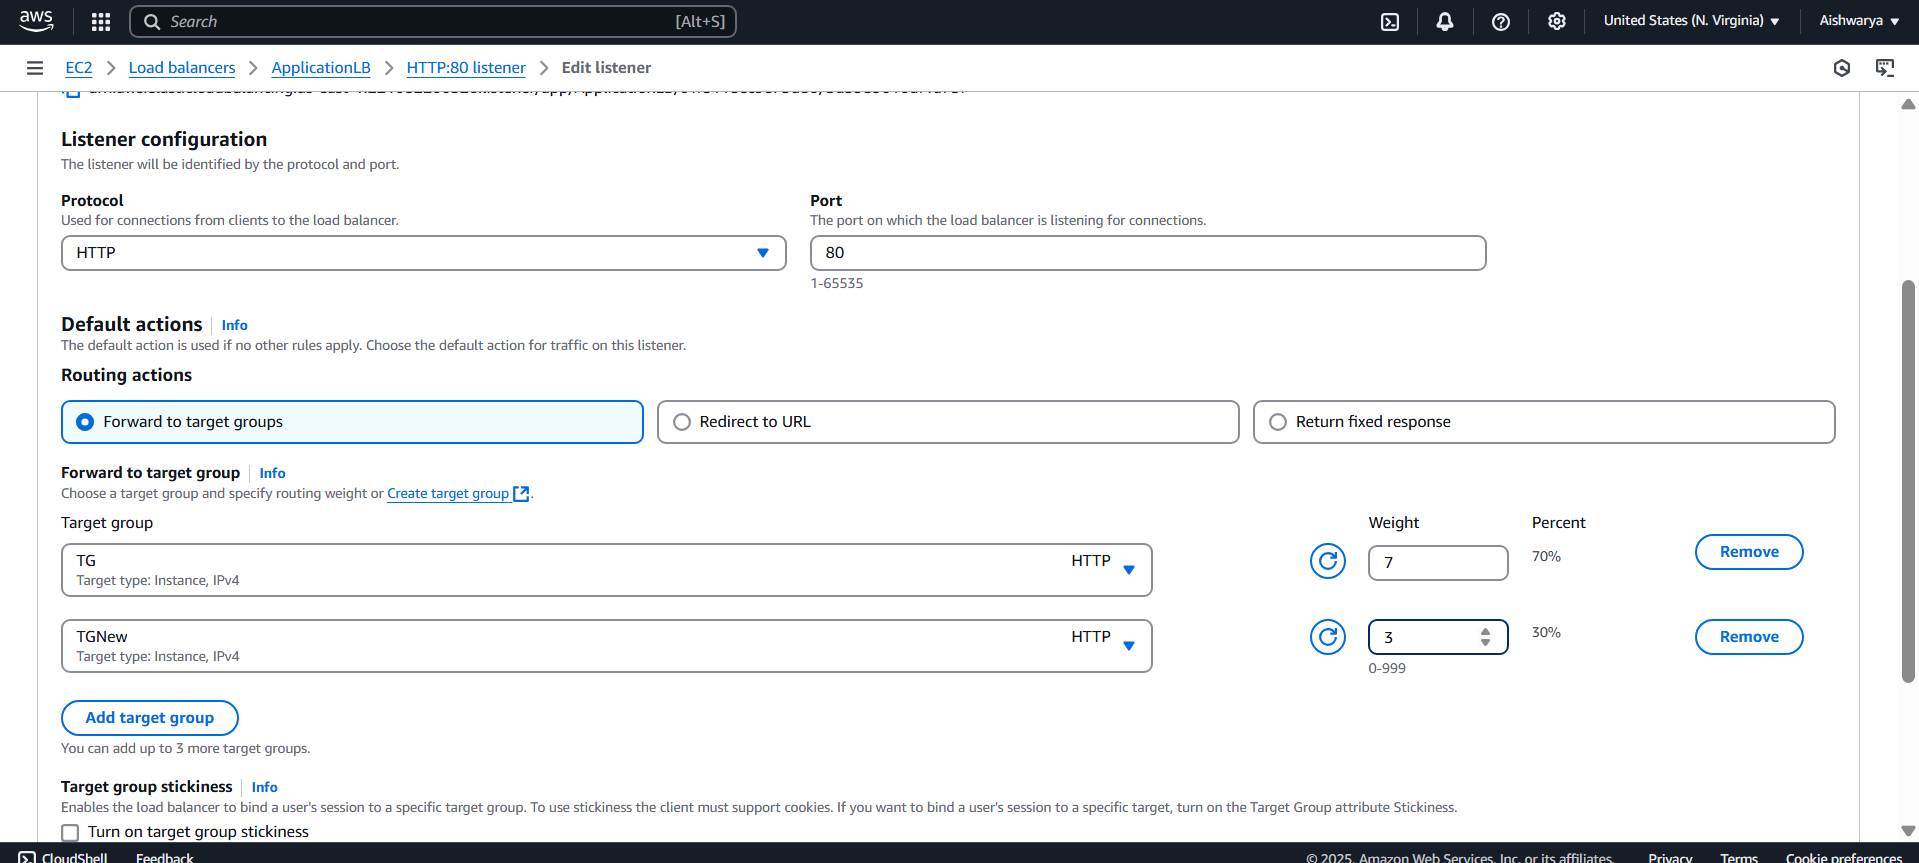 aws
Search [Alt+S]
United States (N. Virginia)
Aishwarya
EC2 > Load balancers > ApplicationLB > HTTP:80 listener > Edit listener
Listener configuration
The listener will be identified by the protocol and port.
Protocol
Used for connections from clients to the load balancer.
HTTP
Port
The port on which the load balancer is listening for connections.
80
1-65535
Default actions Info
The default action is used if no other rules apply. Choose the default action for traffic on this listener.
Routing actions
Forward to target groups
Redirect to URL
Return fixed response
Forward to target group Info
Choose a target group and specify routing weight or Create target group.
Target group
Weight
Percent
TG HTTP
Target type: Instance, IPv4
7
70%
Remove
TGNew HTTP
Target type: Instance, IPv4
3
0-999
30%
Remove
Add target group
You can add up to 3 more target groups.
Target group stickiness Info
Enables the load balancer to bind a user's session to a specific target group. To use stickiness the client must support cookies. If you want to bind a user's session to a specific target, turn on the Target Group attribute Stickiness.
Turn on target group stickiness
CloudShell Feedback
© 2025, Amazon Web Services, Inc. or its affiliates. Privacy Terms Cookie preferences